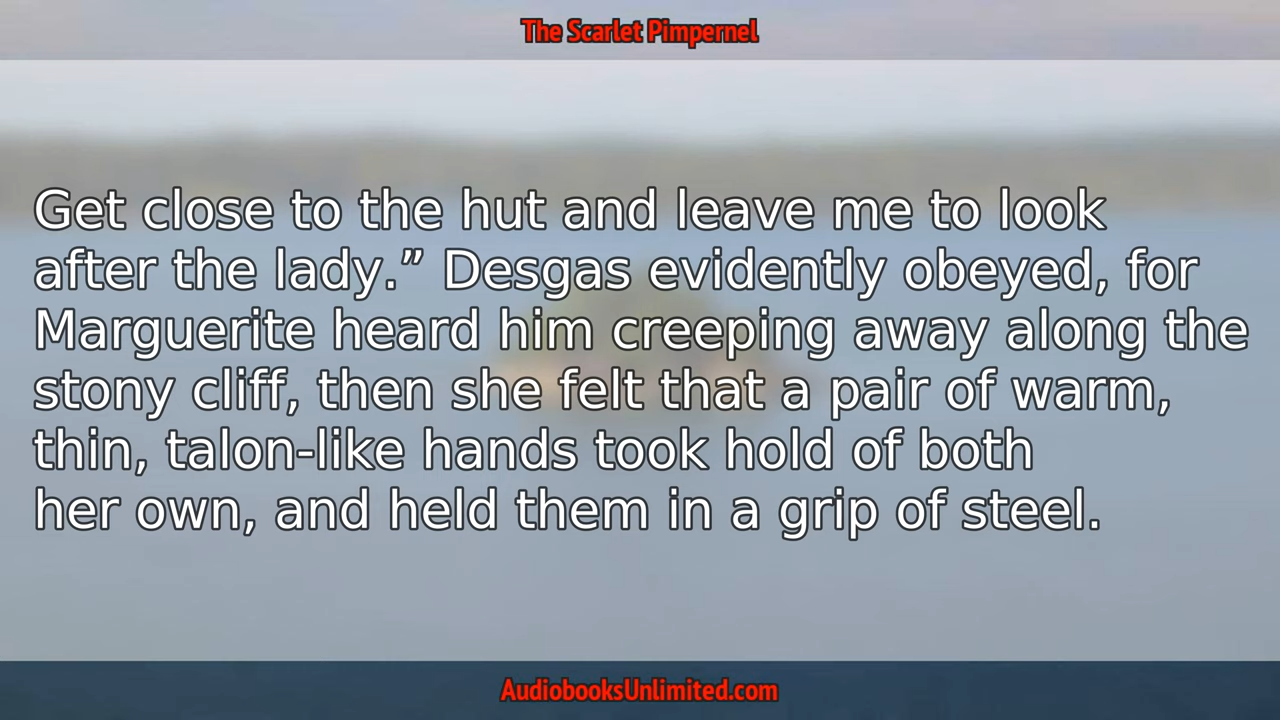 The Scarlet Pimpernel
Get close to the hut and leave me to look
after the lady.” Desgas evidently obeyed, for
Marguerite heard him creeping away along the
stony cliff, then she felt that a pair of warm,
thin, talon-like hands took hold of both
her own, and held them in a grip of steel.
AudiobooksUnlimited.com